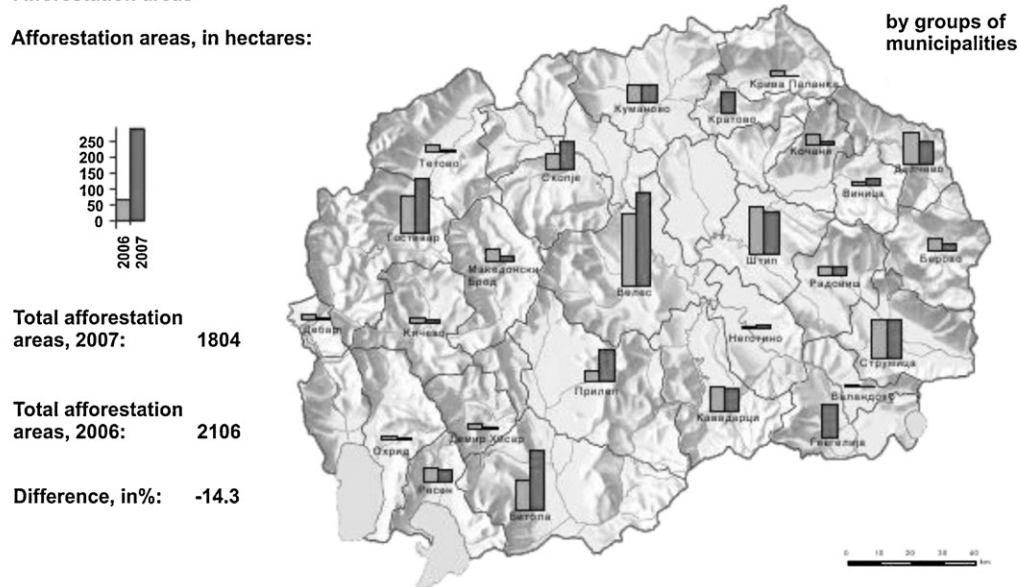 Afforestation areas, in hectares:
by groups of
municipalities
250
200
150
100
50
0
2006
2007
Total afforestation
areas, 2007: 1804
Total afforestation
areas, 2006: 2106
Difference, in%: -14.3
Крива Паланка
Куманово
Кратово
Тетово
Скопје
Кочани
Делчево
Виница
Гостивар
Македонски
Брод
Велес
Штип
Берово
Радовиш
Дебар
Кичево
Неготино
Струмица
Прилеп
Валандово
Кавадарци
Гевгелија
Охрид
Демир Хисар
Ресен
Битола
0 10 20 30 40
km